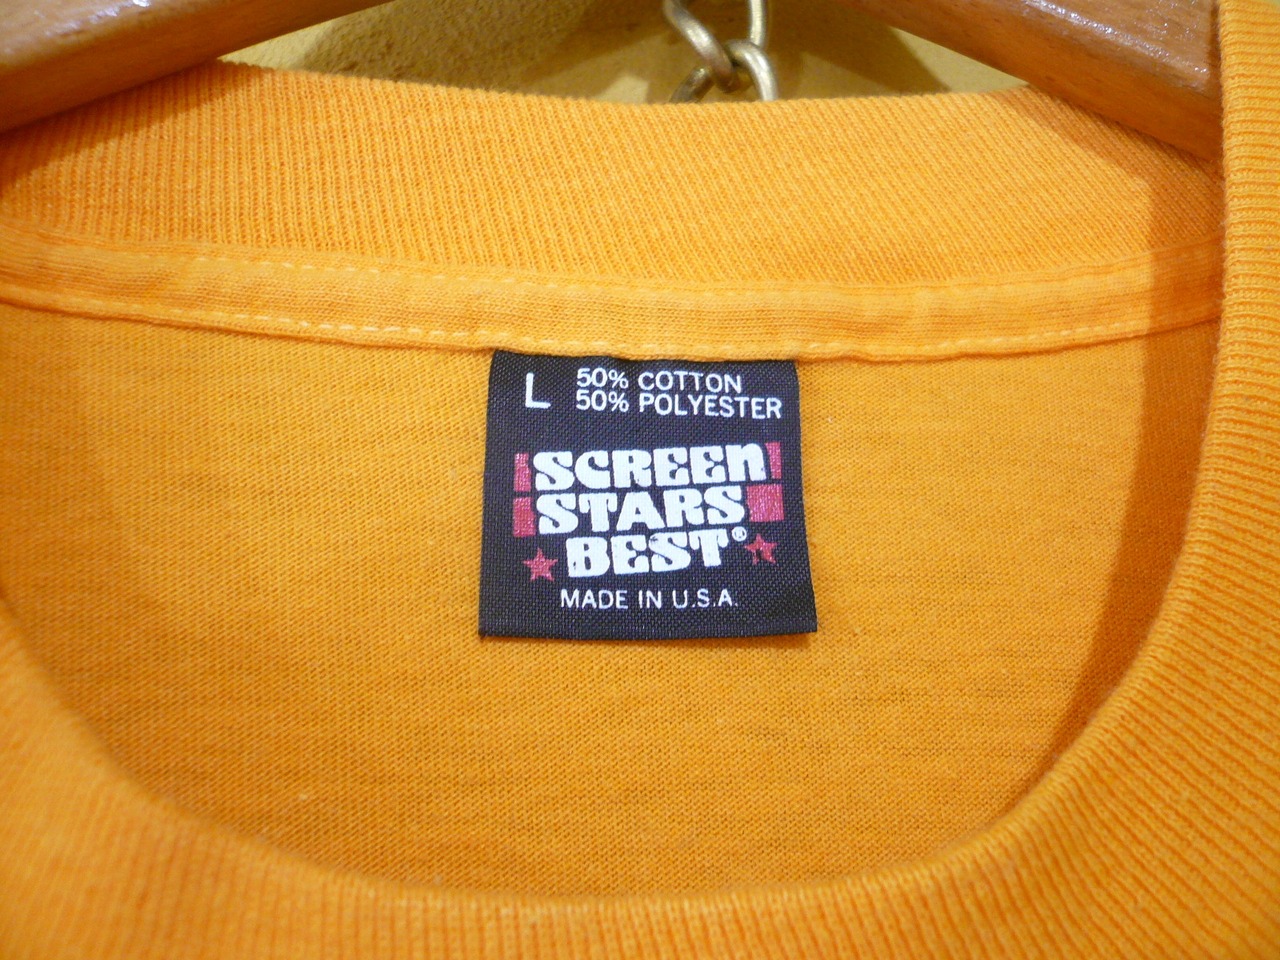 L 50% COTTON
50% POLYESTER
SCREEN
STARS
BEST®
MADE IN U.S.A.